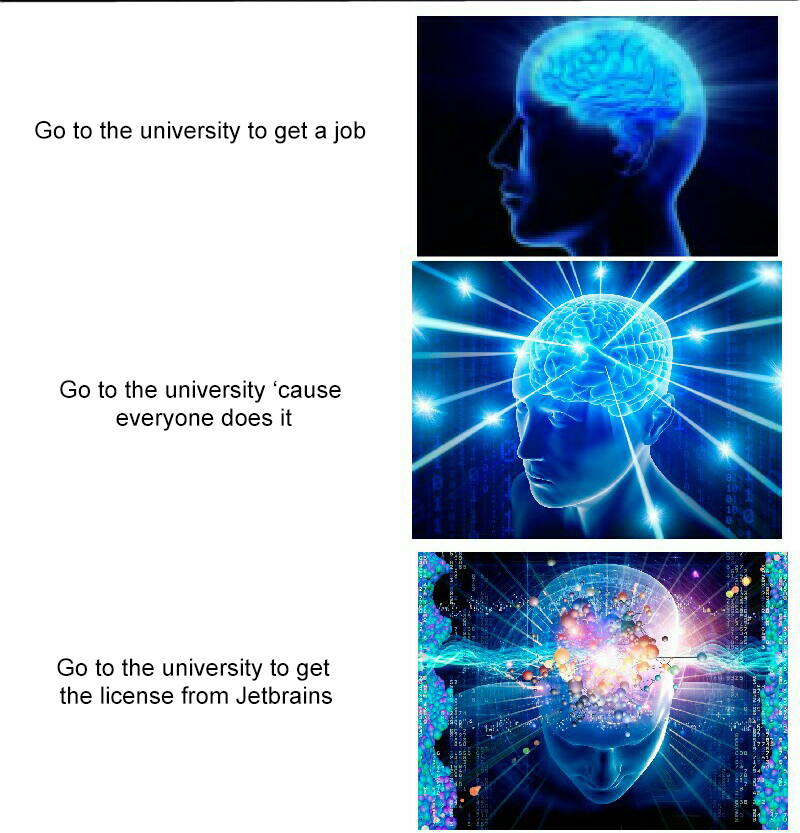 Go to the university to get a job
Go to the university ‘cause
everyone does it
Go to the university to get
the license from Jetbrains